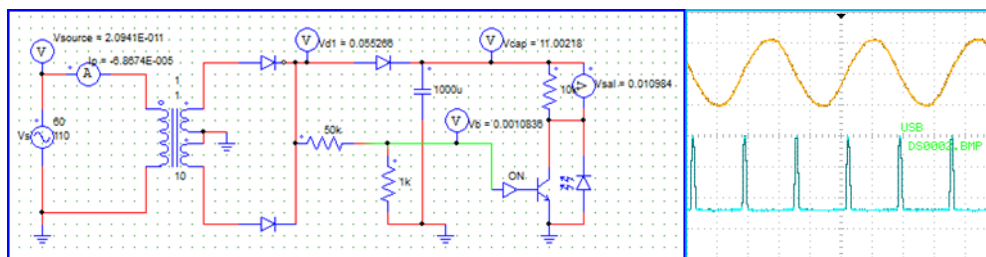 Vsource = 2.0941E-011
Vd1 = 0.055266
Vcap = 11.00218
Ip = -6.8674E-005
V
V
V
A
1
1
1000u
10k
V
Vsal = 0.010984
60
110
Vs
Vb = 0.0010836
V
50k
1k
ON
10
USB
DS0002.BMP